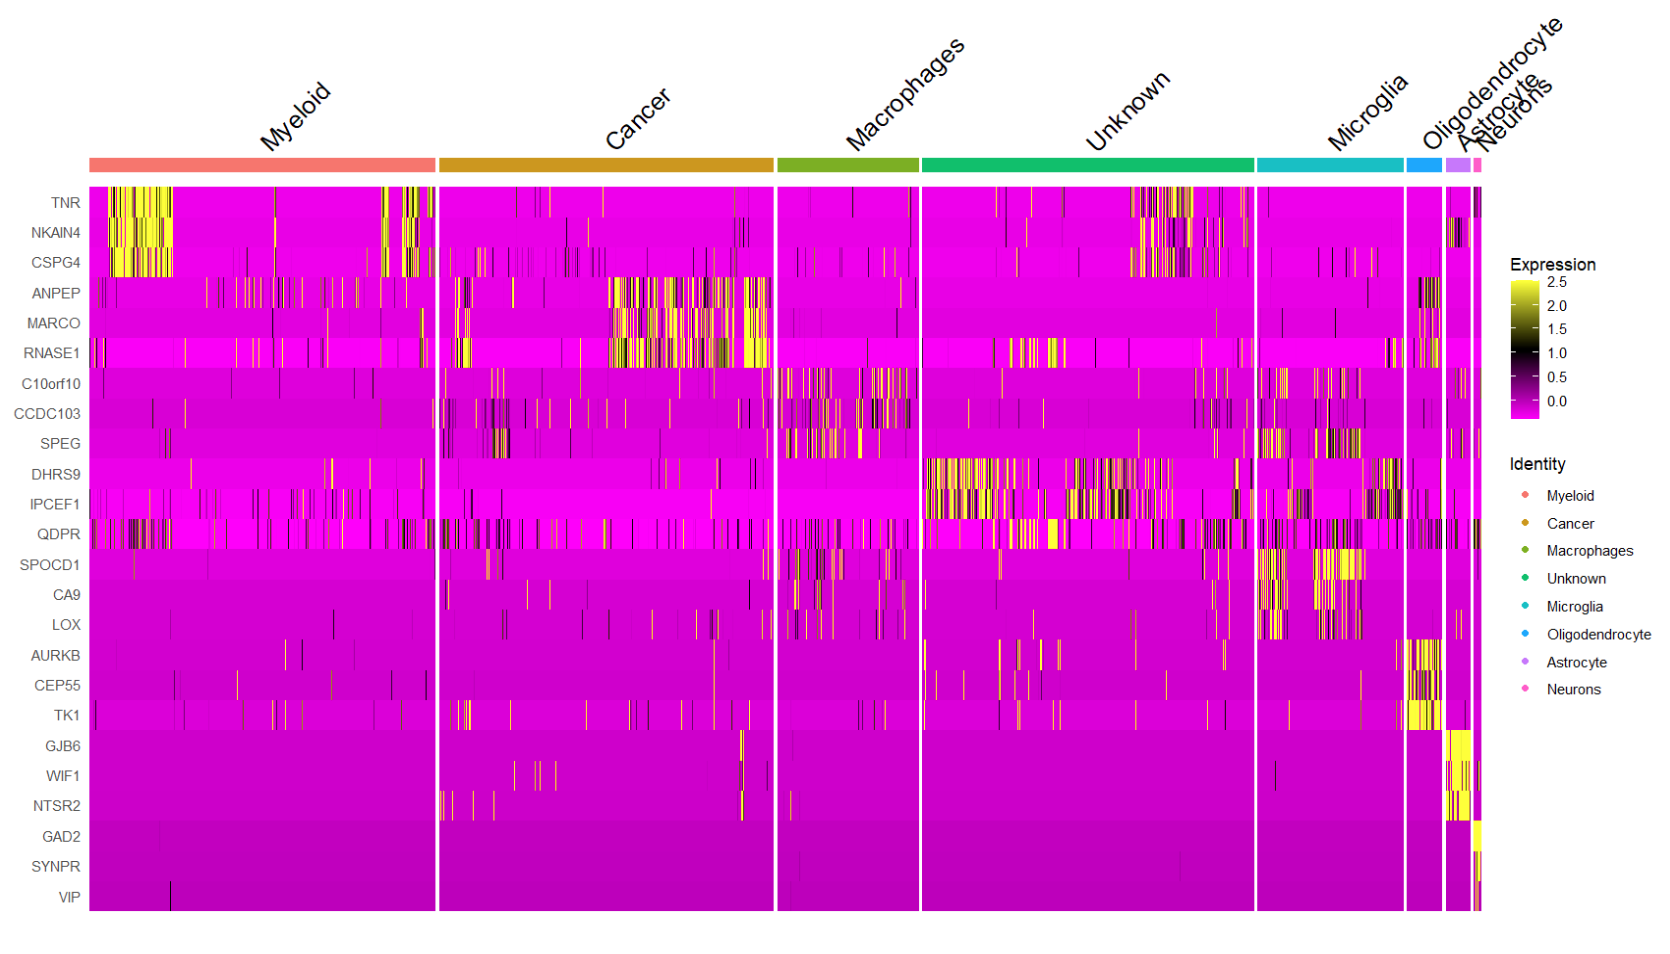 Myeloid
Cancer
Macrophages
Unknown
Microglia
Oligodendrocyte
Astrocyte
Neurons
TNR
NKAIN4
CSPG4
ANPEP
MARCO
RNASE1
C10orf10
CCDC103
SPEG
DHRS9
IPCEF1
QDPR
SPOCD1
CA9
LOX
AURKB
CEP55
TK1
GJB6
WIF1
NTSR2
GAD2
SYNPR
VIP
Expression
2.5
2.0
1.5
1.0
0.5
0.0
Identity
Myeloid
Cancer
Macrophages
Unknown
Microglia
Oligodendrocyte
Astrocyte
Neurons